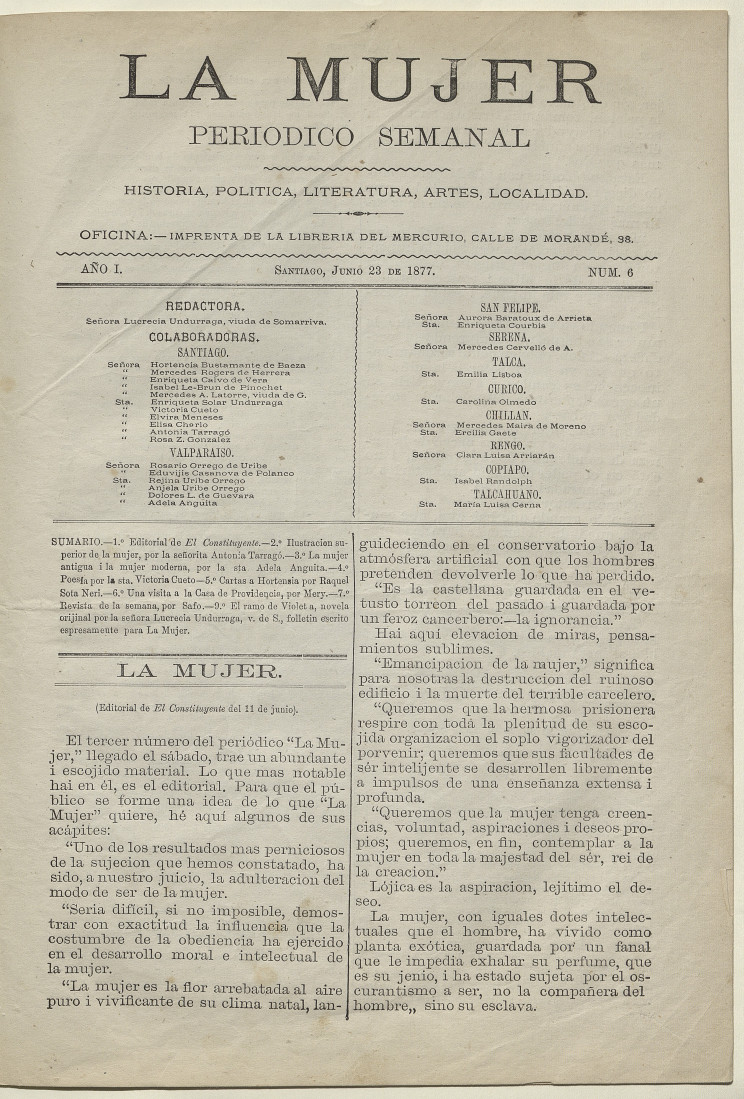 LA MUJER
PERIODICO SEMANAL
HISTORIA, POLITICA, LITERATURA, ARTES, LOCALIDAD.
OFICINA:—IMPRENTA DE LA LIBRERIA DEL MERCURIO, CALLE DE MORANDÉ, 38.
AÑO I. SANTIAGO, JUNIO 23 DE 1877. NUM. 6
REDACTORA.
Señora Lucrecia Undurraga, viuda de Somarriva.
COLABORADORAS.
SANTIAGO.
Señora Hortencia Bustamante de Baeza
“ Mercedes Rogers de Herrera
“ Enriqueta Calvo de Vera
“ Isabel Le-Brun de Pinochet
“ Mercedes A. Latorre, viuda de G.
Sta. Enriqueta Solar Undurraga
“ Victoria Cueto
“ Elvira Meneses
“ Elisa Cherlo
“ Antonia Tarragó
“ Rosa Z. Gonzalez
VALPARAISO.
Señora Rosario Orrego de Uribe
“ Eduvijis Casanova de Polanco
Sta. Rejina Uribe Orrego
“ Anjela Uribe Orrego
“ Dolores L. de Guevara
“ Adela Anguita
SAN FELIPE.
Señora Aurora Baratoux de Arrieta
Sta. Enriqueta Courbis
SERENA.
Señora Mercedes Cervelló de A.
TALCA.
Sta. Emilia Lisboa
CURICO.
Sta. Carolina Olmedo
CHILLAN.
Señora Mercedes Maira de Moreno
Sta. Ercilia Gaete
RENGO.
Señora Clara Luisa Arriarán
COPIAPO.
Sta. Isabel Randolph
TALCAHUANO.
Sta. María Luisa Cerna
SUMARIO.—1.º Editorial de El Constituyente.—2.º Ilustracion su-
perior de la mujer, por la señorita Antonia Tarragó.—3.º La mujer
antigua i la mujer moderna, por la sta Adela Anguita.—4.º
Poesía por la sta. Victoria Cueto—5.º Cartas a Hortensia por Raquel
Sota Neri.—6.º Una visita a la Casa de Providencia, por Mery.—7.º
Revista de la semana, por Safo.—9.º El ramo de Violeta, novela
orijinal por la señora Lucrecia Undurraga, v. de S., folletin escrito
espresamente para La Mujer.
LA MUJER.
(Editorial de El Constituyente del 11 de junio).
El tercer número del periódico “La Mu-
jer,” llegado el sábado, trae un abundante
i escojido material. Lo que mas notable
hai en él, es el editorial. Para que el pú-
blico se forme una idea de lo que “La
Mujer” quiere, hé aquí algunos de sus
acápites:
“Uno de los resultados mas perniciosos
de la sujecion que hemos constatado, ha
sido, a nuestro juicio, la adulteracion del
modo de ser de la mujer.
“Seria difícil, si no imposible, demos-
trar con exactitud la influencia que la
costumbre de la obediencia ha ejercido
en el desarrollo moral e intelectual de
la mujer.
“La mujer es la flor arrebatada al aire
puro i vivificante de su clima natal, lan-
guideciendo en el conservatorio bajo la
atmósfera artificial con que los hombres
pretenden devolverle lo que ha perdido.
“Es la castellana guardada en el ve-
tusto torreon del pasado i guardada por
un feroz cancerbero:—la ignorancia.”
Hai aquí elevacion de miras, pensa-
mientos sublimes.
“Emancipacion de la mujer,” significa
para nosotras la destruccion del ruinoso
edificio i la muerte del terrible carcelero.
“Queremos que la hermosa prisionera
respire con toda la plenitud de su esco-
jida organizacion el soplo vigorizador del
porvenir; queremos que sus facultades de
sér intelijente se desarrollen libremente
a impulsos de una enseñanza extensa i
profunda.
“Queremos que la mujer tenga creen-
cias, voluntad, aspiraciones i deseos pro-
pios; queremos, en fin, contemplar a la
mujer en toda la majestad del sér, rei de
la creacion.”
Lójica es la aspiracion, lejítimo el de-
seo.
La mujer, con iguales dotes intelec-
tuales que el hombre, ha vivido como
planta exótica, guardada por un fanal
que le impedia exhalar su perfume, que
es su jenio, i ha estado sujeta por el os-
curantismo a ser, no la compañera del
hombre,, sino su esclava.